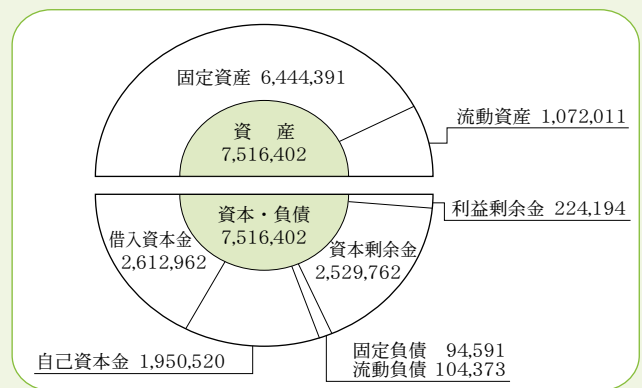 固定資産 6,444,391
資 産
7,516,402
流動資産 1,072,011
資本・負債
7,516,402
利益剰余金 224,194
借入資本金
2,612,962
資本剰余金
2,529,762
自己資本金 1,950,520
固定負債 94,591
流動負債 104,373